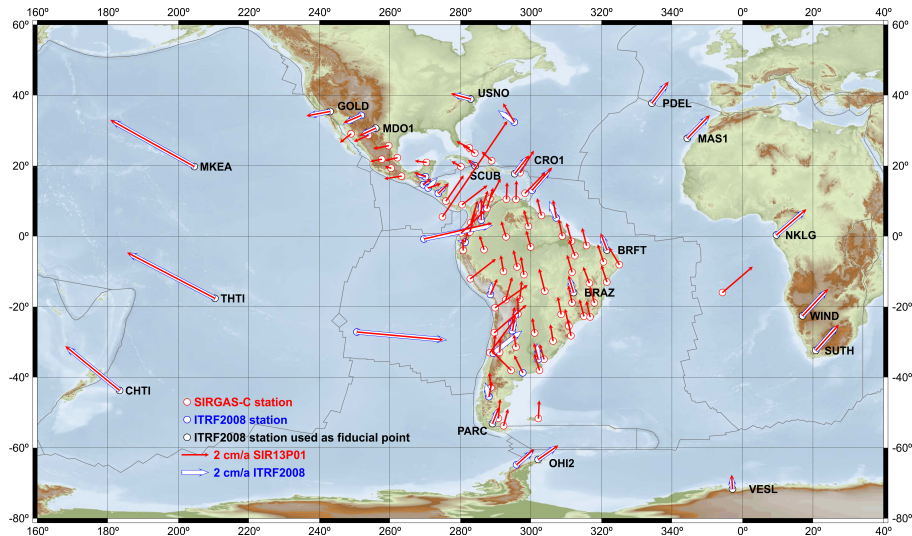 160° 180° 200° 220° 240° 260° 280° 300° 320° 340° 0° 20° 40°
60° 60°
USNO
40° GOLD PDEL 40°
MDO1
MAS1
20° MKEA SCUB CRO1 20°
0° NKLG 0°
BRFT
THTI BRAZ
-20° WIND -20°
SUTH
-40° CHTI -40°
SIRGAS-C station
ITRF2008 station
ITRF2008 station used as fiducial point
PARC
2 cm/a SIR13P01
-60° 2 cm/a ITRF2008 OHI2 -60°
VESL
-80° -80°
160° 180° 200° 220° 240° 260° 280° 300° 320° 340° 0° 20° 40°